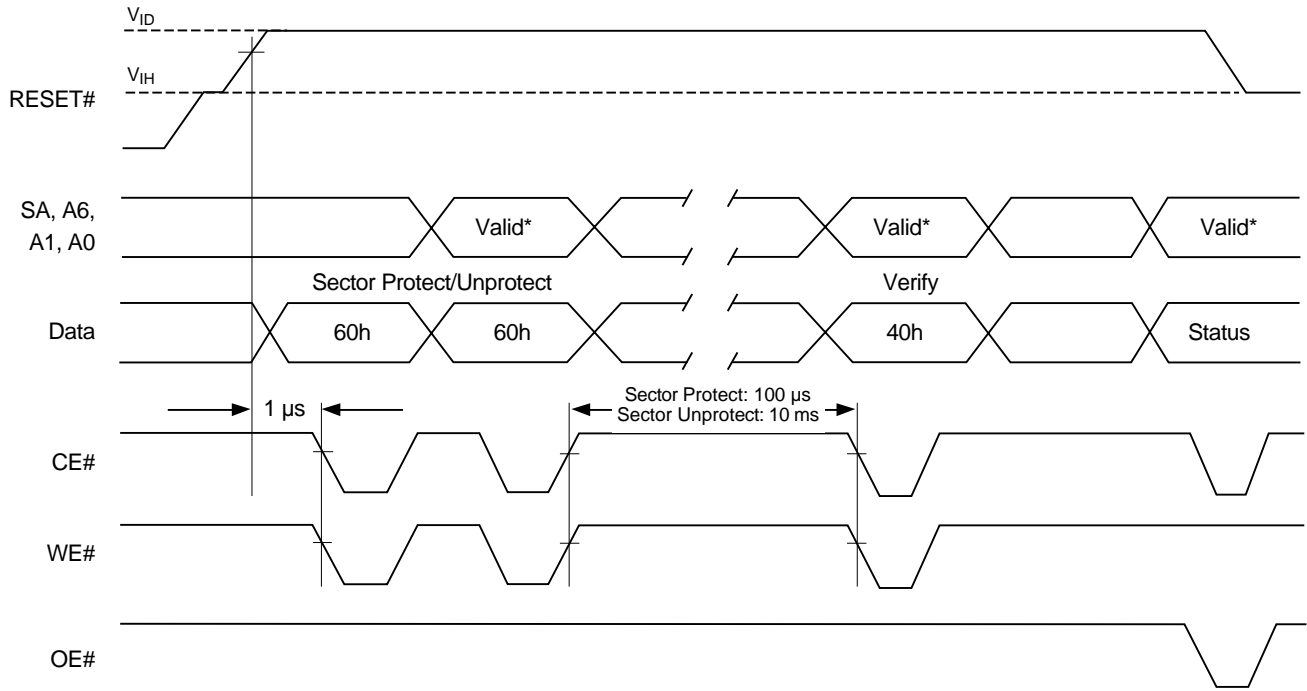 VID
VIH
RESET#
SA, A6,
A1, A0
Valid*
Valid*
Valid*
Sector Protect/Unprotect
Verify
Data
60h
60h
40h
Status
1 µs
Sector Protect: 100 µs
Sector Unprotect: 10 ms
CE#
WE#
OE#